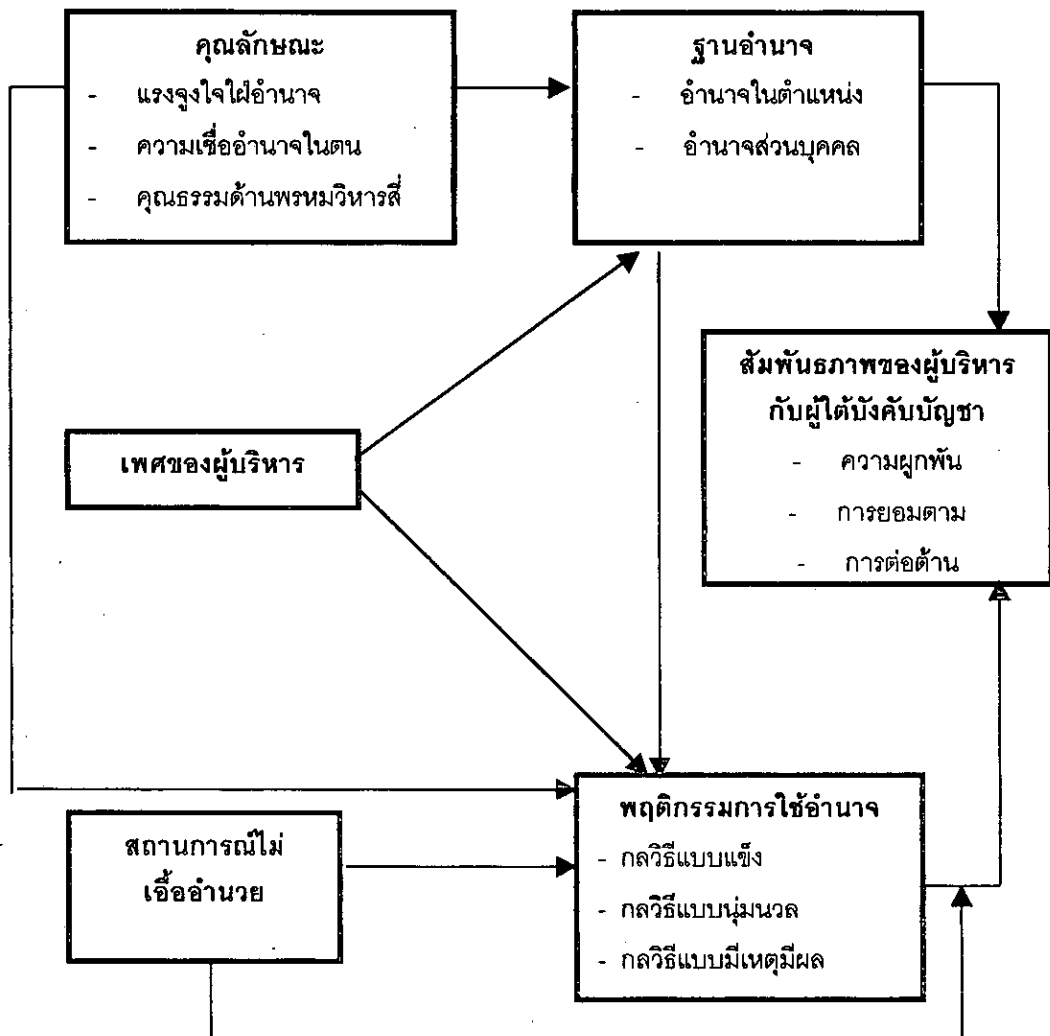 คุณลักษณะ
- แรงจูงใจใฝ่อำนาจ
- ความเชื่ออำนาจในตน
- คุณธรรมด้านพรหมวิหารสี่
ฐานอำนาจ
- อำนาจในตำแหน่ง
- อำนาจส่วนบุคคล
สัมพันธภาพของผู้บริหาร
กับผู้ใต้บังคับบัญชา
- ความผูกพัน
- การยอมตาม
- การต่อต้าน
เพศของผู้บริหาร
สถานการณ์ไม่
เอื้ออำนวย
พฤติกรรมการใช้อำนาจ
- กลวิธีแบบแข็ง
- กลวิธีแบบนุ่มนวล
- กลวิธีแบบมีเหตุมีผล